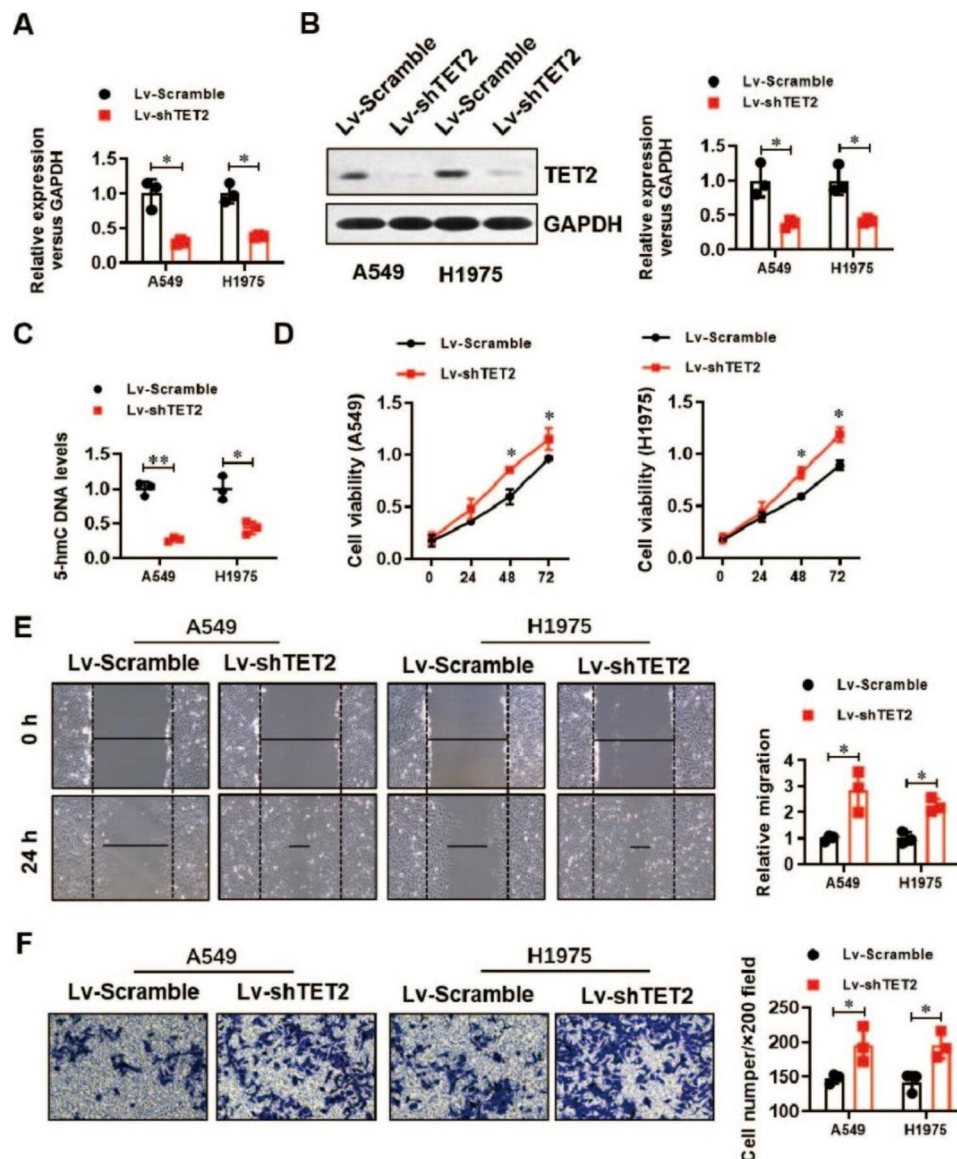 A
Lv-Scramble
Lv-shTET2
Relative expression
versus GAPDH
1.5
1.0
0.5
0.0
*
*
A549
H1975
B
Lv-Scramble
Lv-shTET2
Lv-Scramble
Lv-shTET2
TET2
GAPDH
A549
H1975
Lv-Scramble
Lv-shTET2
Relative expression
versus GAPDH
1.5
1.0
0.5
0.0
*
*
A549
H1975
C
Lv-Scramble
Lv-shTET2
5-hmC DNA levels
1.5
1.0
0.5
0.0
**
*
A549
H1975
D
Lv-Scramble
Lv-shTET2
Cell viability (A549)
1.5
1.0
0.5
0.0
*
*
0 24 48 72
Lv-Scramble
Lv-shTET2
Cell viability (H1975)
1.5
1.0
0.5
0.0
*
*
0 24 48 72
E
A549
H1975
Lv-Scramble Lv-shTET2 Lv-Scramble Lv-shTET2
0 h
24 h
Lv-Scramble
Lv-shTET2
Relative migration
4
3
2
1
0
*
*
A549
H1975
F
A549
H1975
Lv-Scramble Lv-shTET2 Lv-Scramble Lv-shTET2
Lv-Scramble
Lv-shTET2
Cell number/×200 field
250
200
150
100
*
*
A549
H1975